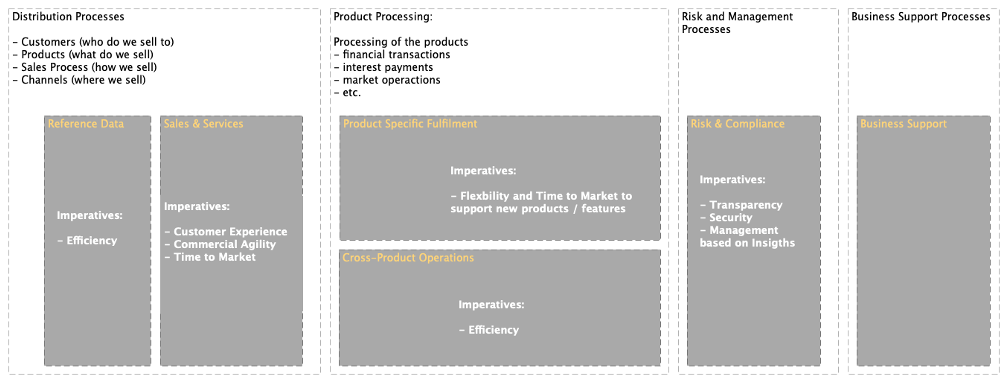 Distribution Processes
- Customers (who do we sell to)
- Products (what do we sell)
- Sales Process (how we sell)
- Channels (where we sell)
Reference Data
Imperatives:
- Efficiency
Sales & Services
Imperatives:
- Customer Experience
- Commercial Agility
- Time to Market
Product Processing:
Processing of the products
- financial transactions
- interest payments
- market operactions
- etc.
Product Specific Fulfilment
Imperatives:
- Flexbility and Time to Market to
support new products / features
Cross-Product Operations
Imperatives:
- Efficiency
Risk and Management
Processes
Risk & Compliance
Imperatives:
- Transparency
- Security
- Management
based on Insigths
Business Support Processes
Business Support